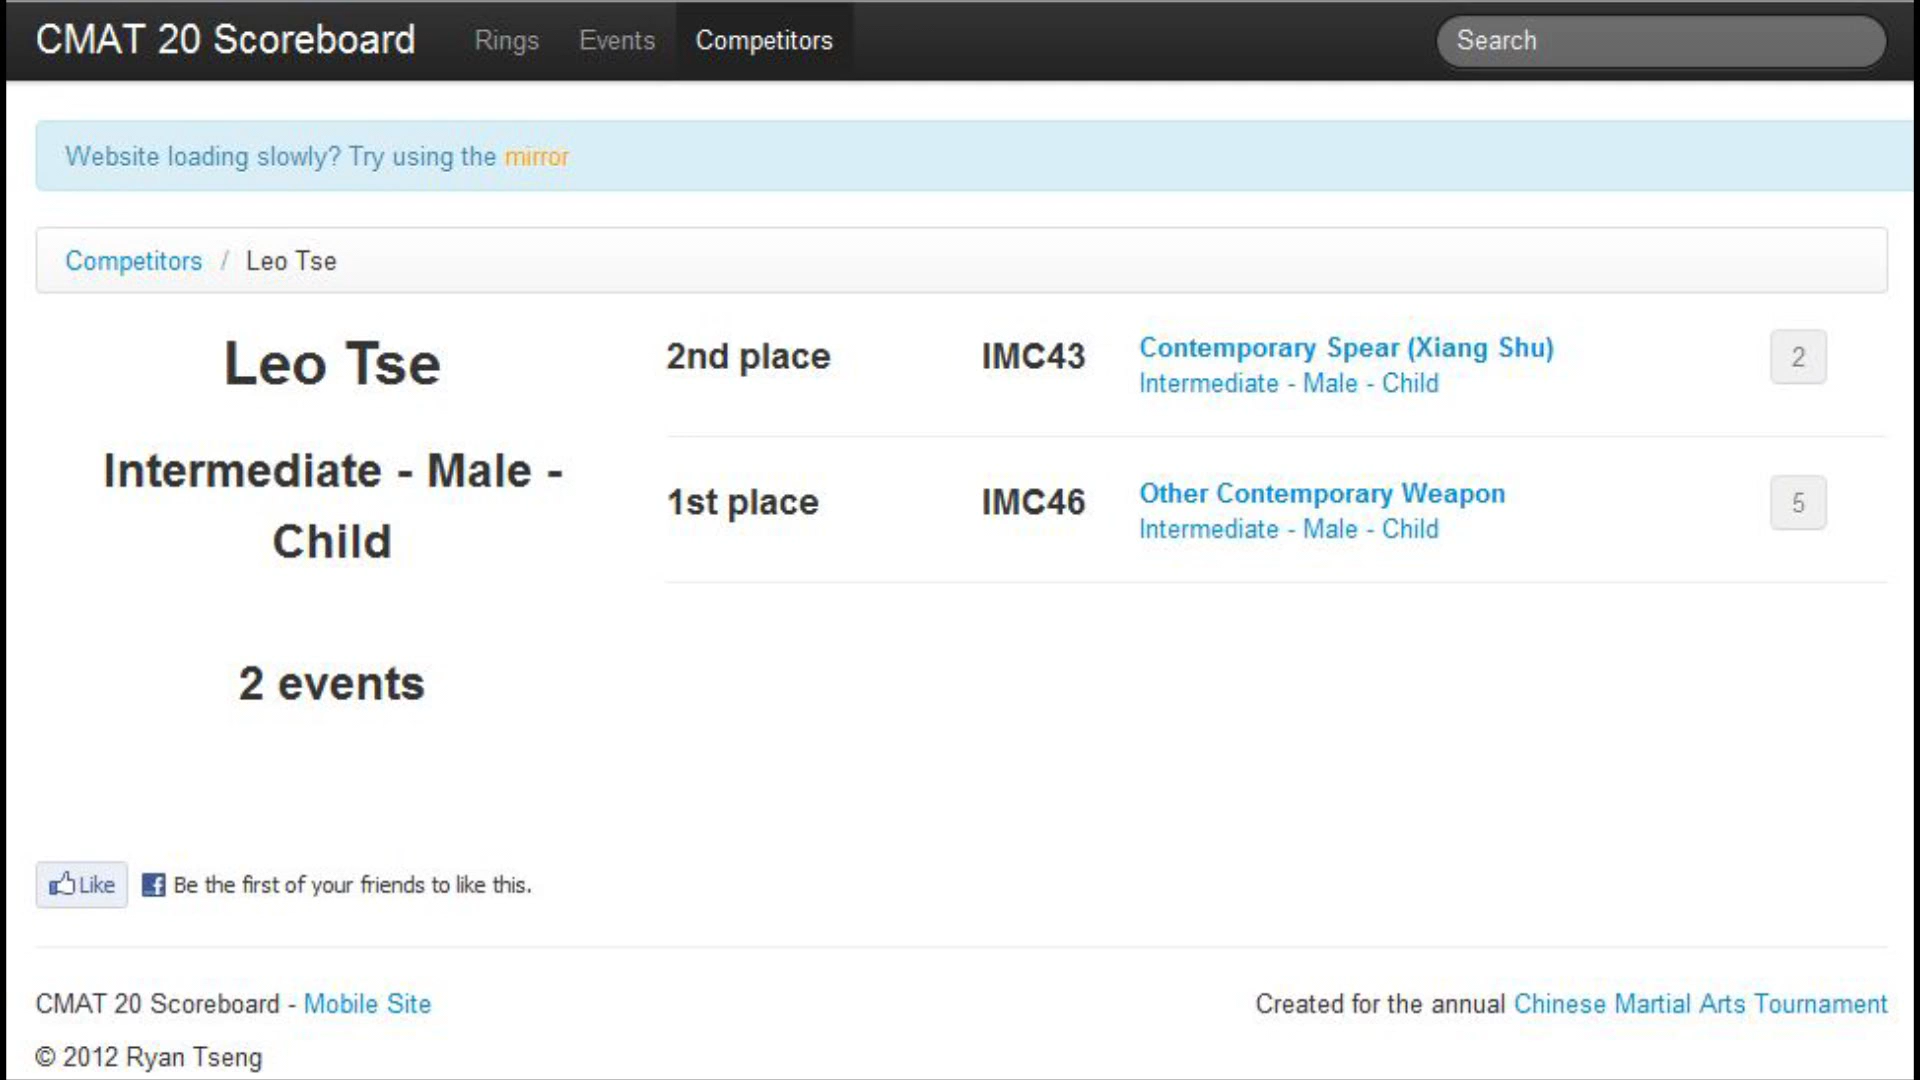 CMAT 20 Scoreboard Rings Events Competitors Search
Website loading slowly? Try using the mirror
Competitors / Leo Tse
Leo Tse
Intermediate - Male -
Child
2 events
2nd place IMC43 Contemporary Spear (Xiang Shu) 2
Intermediate - Male - Child
1st place IMC46 Other Contemporary Weapon 5
Intermediate - Male - Child
Like Be the first of your friends to like this.
CMAT 20 Scoreboard - Mobile Site
Created for the annual Chinese Martial Arts Tournament
© 2012 Ryan Tseng